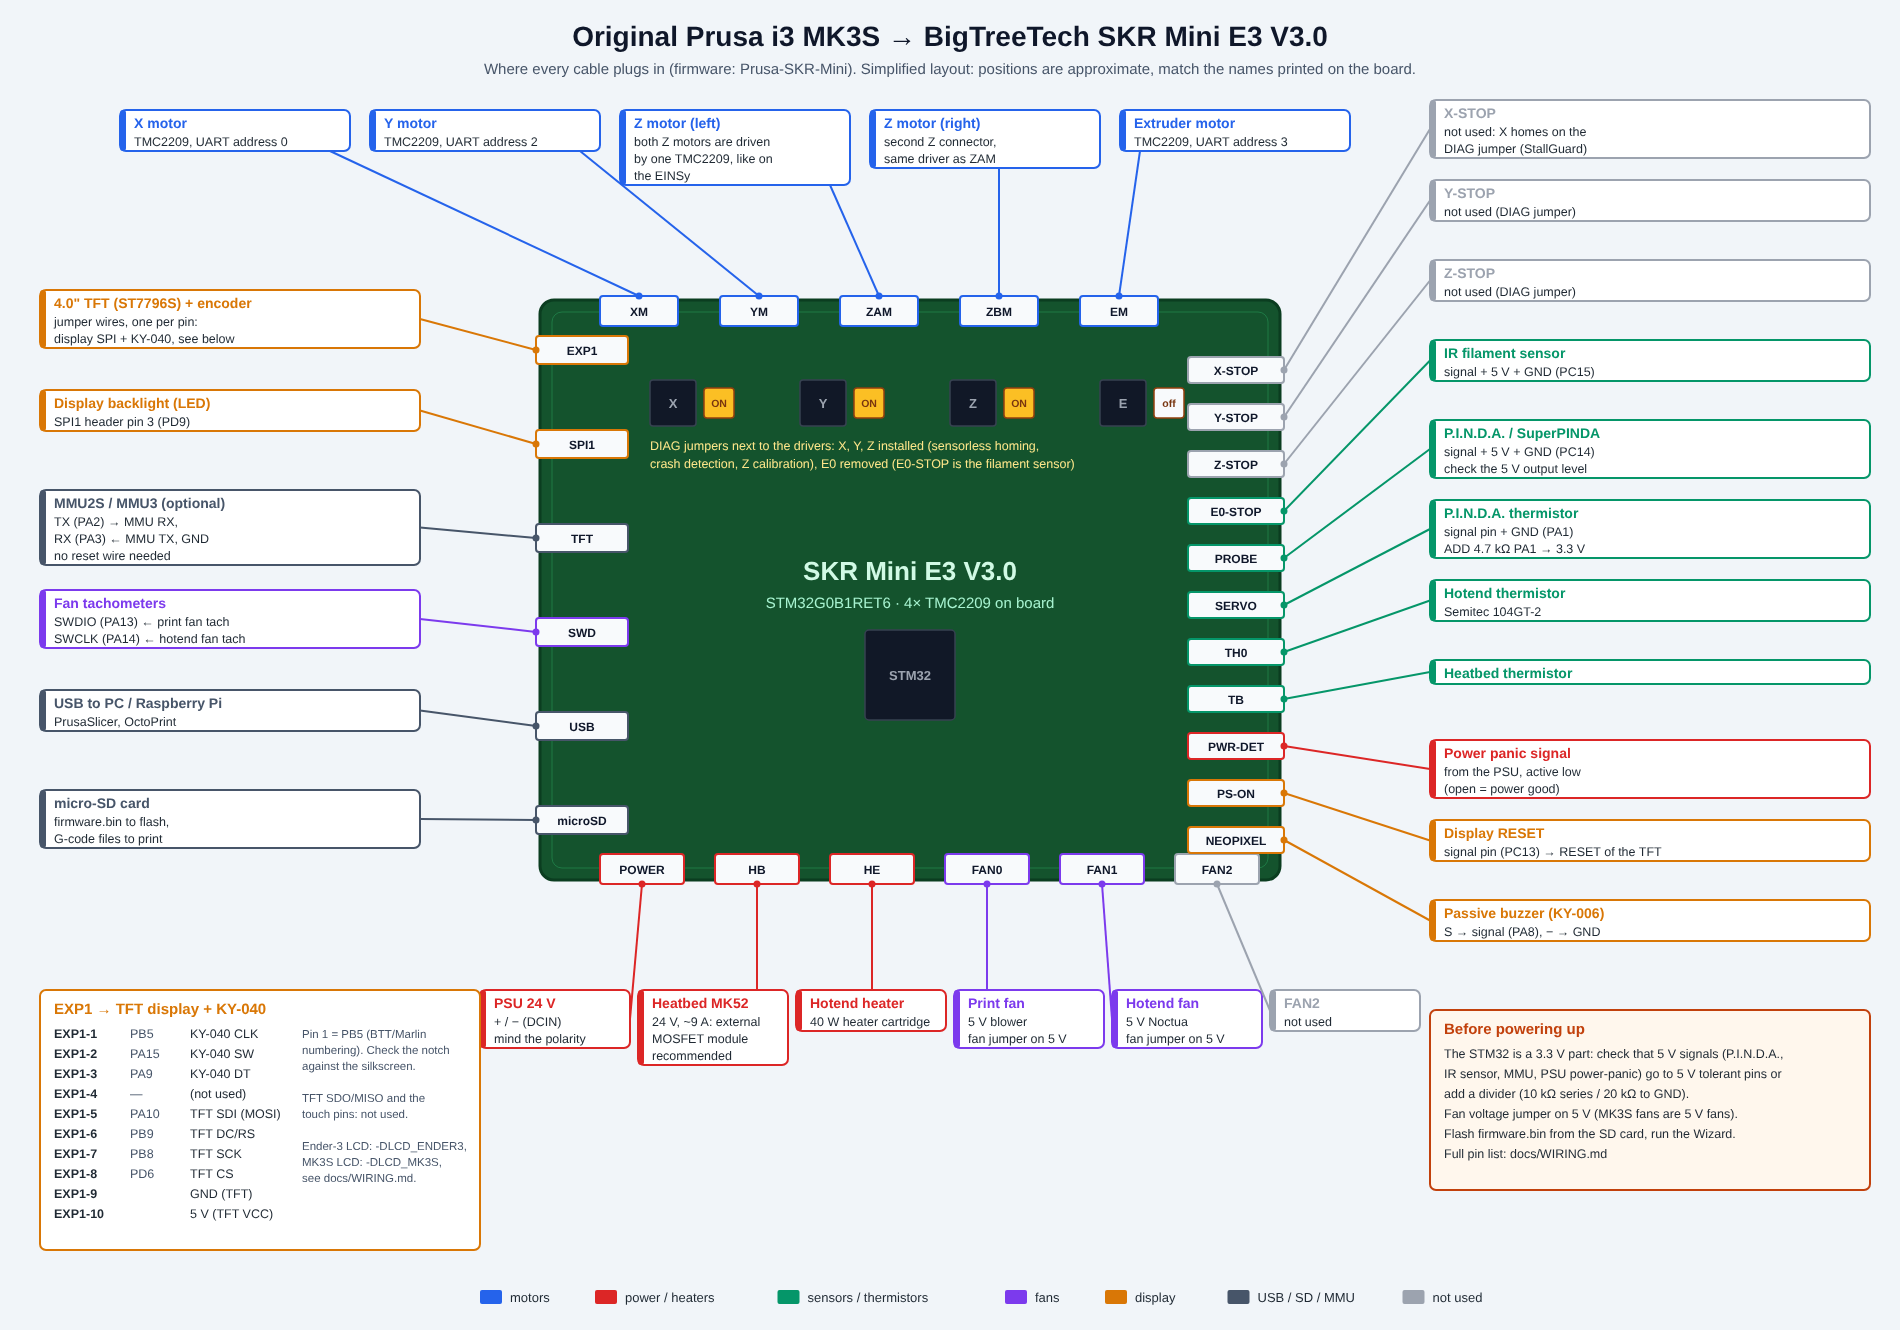 Original Prusa i3 MK3S → BigTreeTech SKR Mini E3 V3.0
Where every cable plugs in (firmware: Prusa-SKR-Mini). Simplified layout: positions are approximate, match the names printed on the board.
X motor
TMC2209, UART address 0
Y motor
TMC2209, UART address 2
Z motor (left)
both Z motors are driven
by one TMC2209, like on
the EINSy
Z motor (right)
second Z connector,
same driver as ZAM
Extruder motor
TMC2209, UART address 3
X-STOP
not used: X homes on the
DIAG jumper (StallGuard)
Y-STOP
not used (DIAG jumper)
Z-STOP
not used (DIAG jumper)
IR filament sensor
signal + 5 V + GND (PC15)
P.I.N.D.A. / SuperPINDA
signal + 5 V + GND (PC14)
check the 5 V output level
P.I.N.D.A. thermistor
signal pin + GND (PA1)
ADD 4.7 kΩ PA1 → 3.3 V
Hotend thermistor
Semitec 104GT-2
Heatbed thermistor
Power panic signal
from the PSU, active low
(open = power good)
Display RESET
signal pin (PC13) → RESET of the TFT
Passive buzzer (KY-006)
S → signal (PA8), − → GND
4.0" TFT (ST7796S) + encoder
jumper wires, one per pin:
display SPI + KY-040, see below
Display backlight (LED)
SPI1 header pin 3 (PD9)
MMU2S / MMU3 (optional)
TX (PA2) → MMU RX,
RX (PA3) ← MMU TX, GND
no reset wire needed
Fan tachometers
SWDIO (PA13) ← print fan tach
SWCLK (PA14) ← hotend fan tach
USB to PC / Raspberry Pi
PrusaSlicer, OctoPrint
micro-SD card
firmware.bin to flash,
G-code files to print
XM
YM
ZAM
ZBM
EM
EXP1
SPI1
TFT
SWD
USB
microSD
X
ON
Y
ON
Z
ON
E
off
DIAG jumpers next to the drivers: X, Y, Z installed (sensorless homing,
crash detection, Z calibration), E0 removed (E0-STOP is the filament sensor)
SKR Mini E3 V3.0
STM32G0B1RET6 · 4× TMC2209 on board
STM32
X-STOP
Y-STOP
Z-STOP
E0-STOP
PROBE
SERVO
TH0
TB
PWR-DET
PS-ON
NEOPIXEL
POWER
HB
HE
FAN0
FAN1
FAN2
PSU 24 V
+ / − (DCIN)
mind the polarity
Heatbed MK52
24 V, ~9 A: external
MOSFET module
recommended
Hotend heater
40 W heater cartridge
Print fan
5 V blower
fan jumper on 5 V
Hotend fan
5 V Noctua
fan jumper on 5 V
FAN2
not used
EXP1 → TFT display + KY-040
EXP1-1 PB5 KY-040 CLK
EXP1-2 PA15 KY-040 SW
EXP1-3 PA9 KY-040 DT
EXP1-4 — (not used)
EXP1-5 PA10 TFT SDI (MOSI)
EXP1-6 PB9 TFT DC/RS
EXP1-7 PB8 TFT SCK
EXP1-8 PD6 TFT CS
EXP1-9 GND (TFT)
EXP1-10 5 V (TFT VCC)
Pin 1 = PB5 (BTT/Marlin
numbering). Check the notch
against the silkscreen.
TFT SDO/MISO and the
touch pins: not used.
Ender-3 LCD: -DLCD_ENDER3,
MK3S LCD: -DLCD_MK3S,
see docs/WIRING.md.
Before powering up
The STM32 is a 3.3 V part: check that 5 V signals (P.I.N.D.A.,
IR sensor, MMU, PSU power-panic) go to 5 V tolerant pins or
add a divider (10 kΩ series / 20 kΩ to GND).
Fan voltage jumper on 5 V (MK3S fans are 5 V fans).
Flash firmware.bin from the SD card, run the Wizard.
Full pin list: docs/WIRING.md
motors
power / heaters
sensors / thermistors
fans
display
USB / SD / MMU
not used